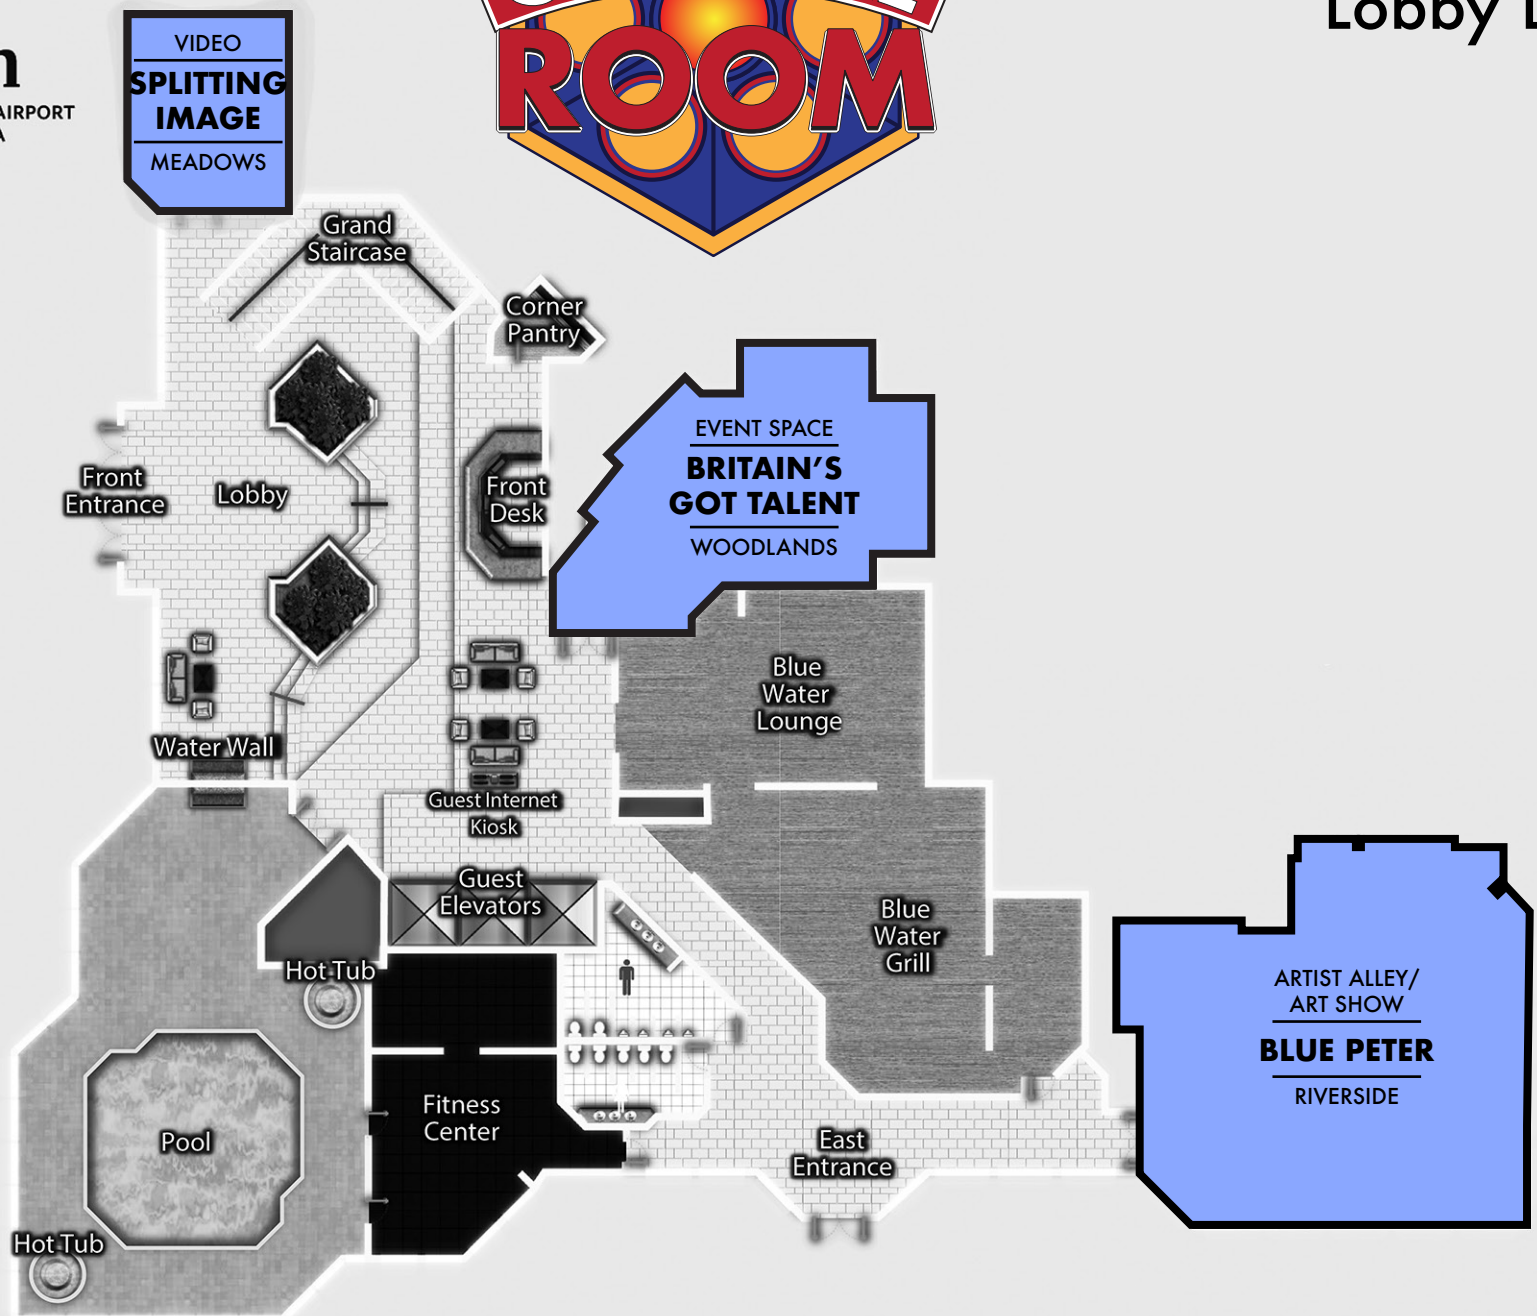 AIRPORT
Lobby
ROOM
VIDEO
SPLITTING
IMAGE
MEADOWS
Grand
Staircase
Corner
Pantry
EVENT SPACE
BRITAIN'S
GOT TALENT
WOODLANDS
Front
Entrance
Lobby
Front
Desk
Blue
Water
Lounge
Water Wall
Guest Internet
Kiosk
Guest
Elevators
Blue
Water
Grill
Hot Tub
ARTIST ALLEY/
ART SHOW
BLUE PETER
RIVERSIDE
Fitness
Center
Pool
East
Entrance
Hot Tub